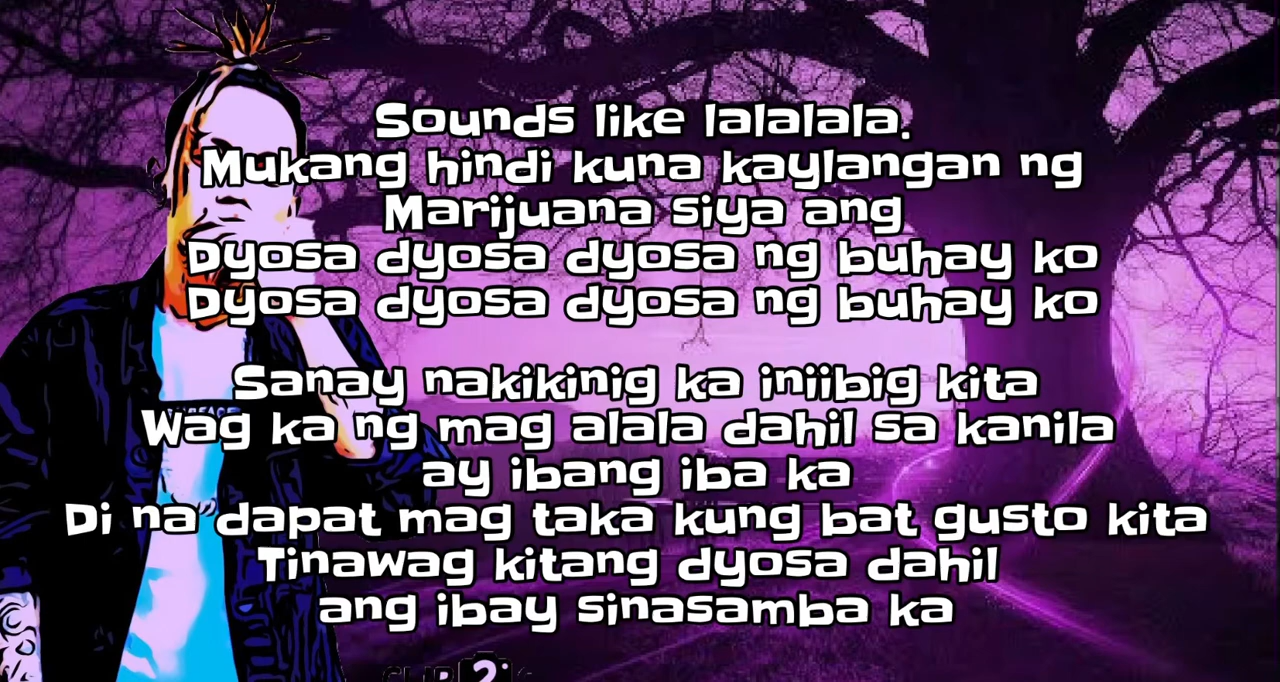 Sounds like lalalala.
Mukang hindi kuna kaylangan ng
Marijuana siya ang
Dyosa dyosa dyosa ng buhay ko
Dyosa dyosa dyosa ng buhay ko
Sanay nakikinig ka iniibig kita
Wag ka ng mag alala dahil sa kanila
ay ibang iba ka
Di na dapat mag taka kung bat gusto kita
Tinawag kitang dyosa dahil
ang ibay sinasamba ka
2